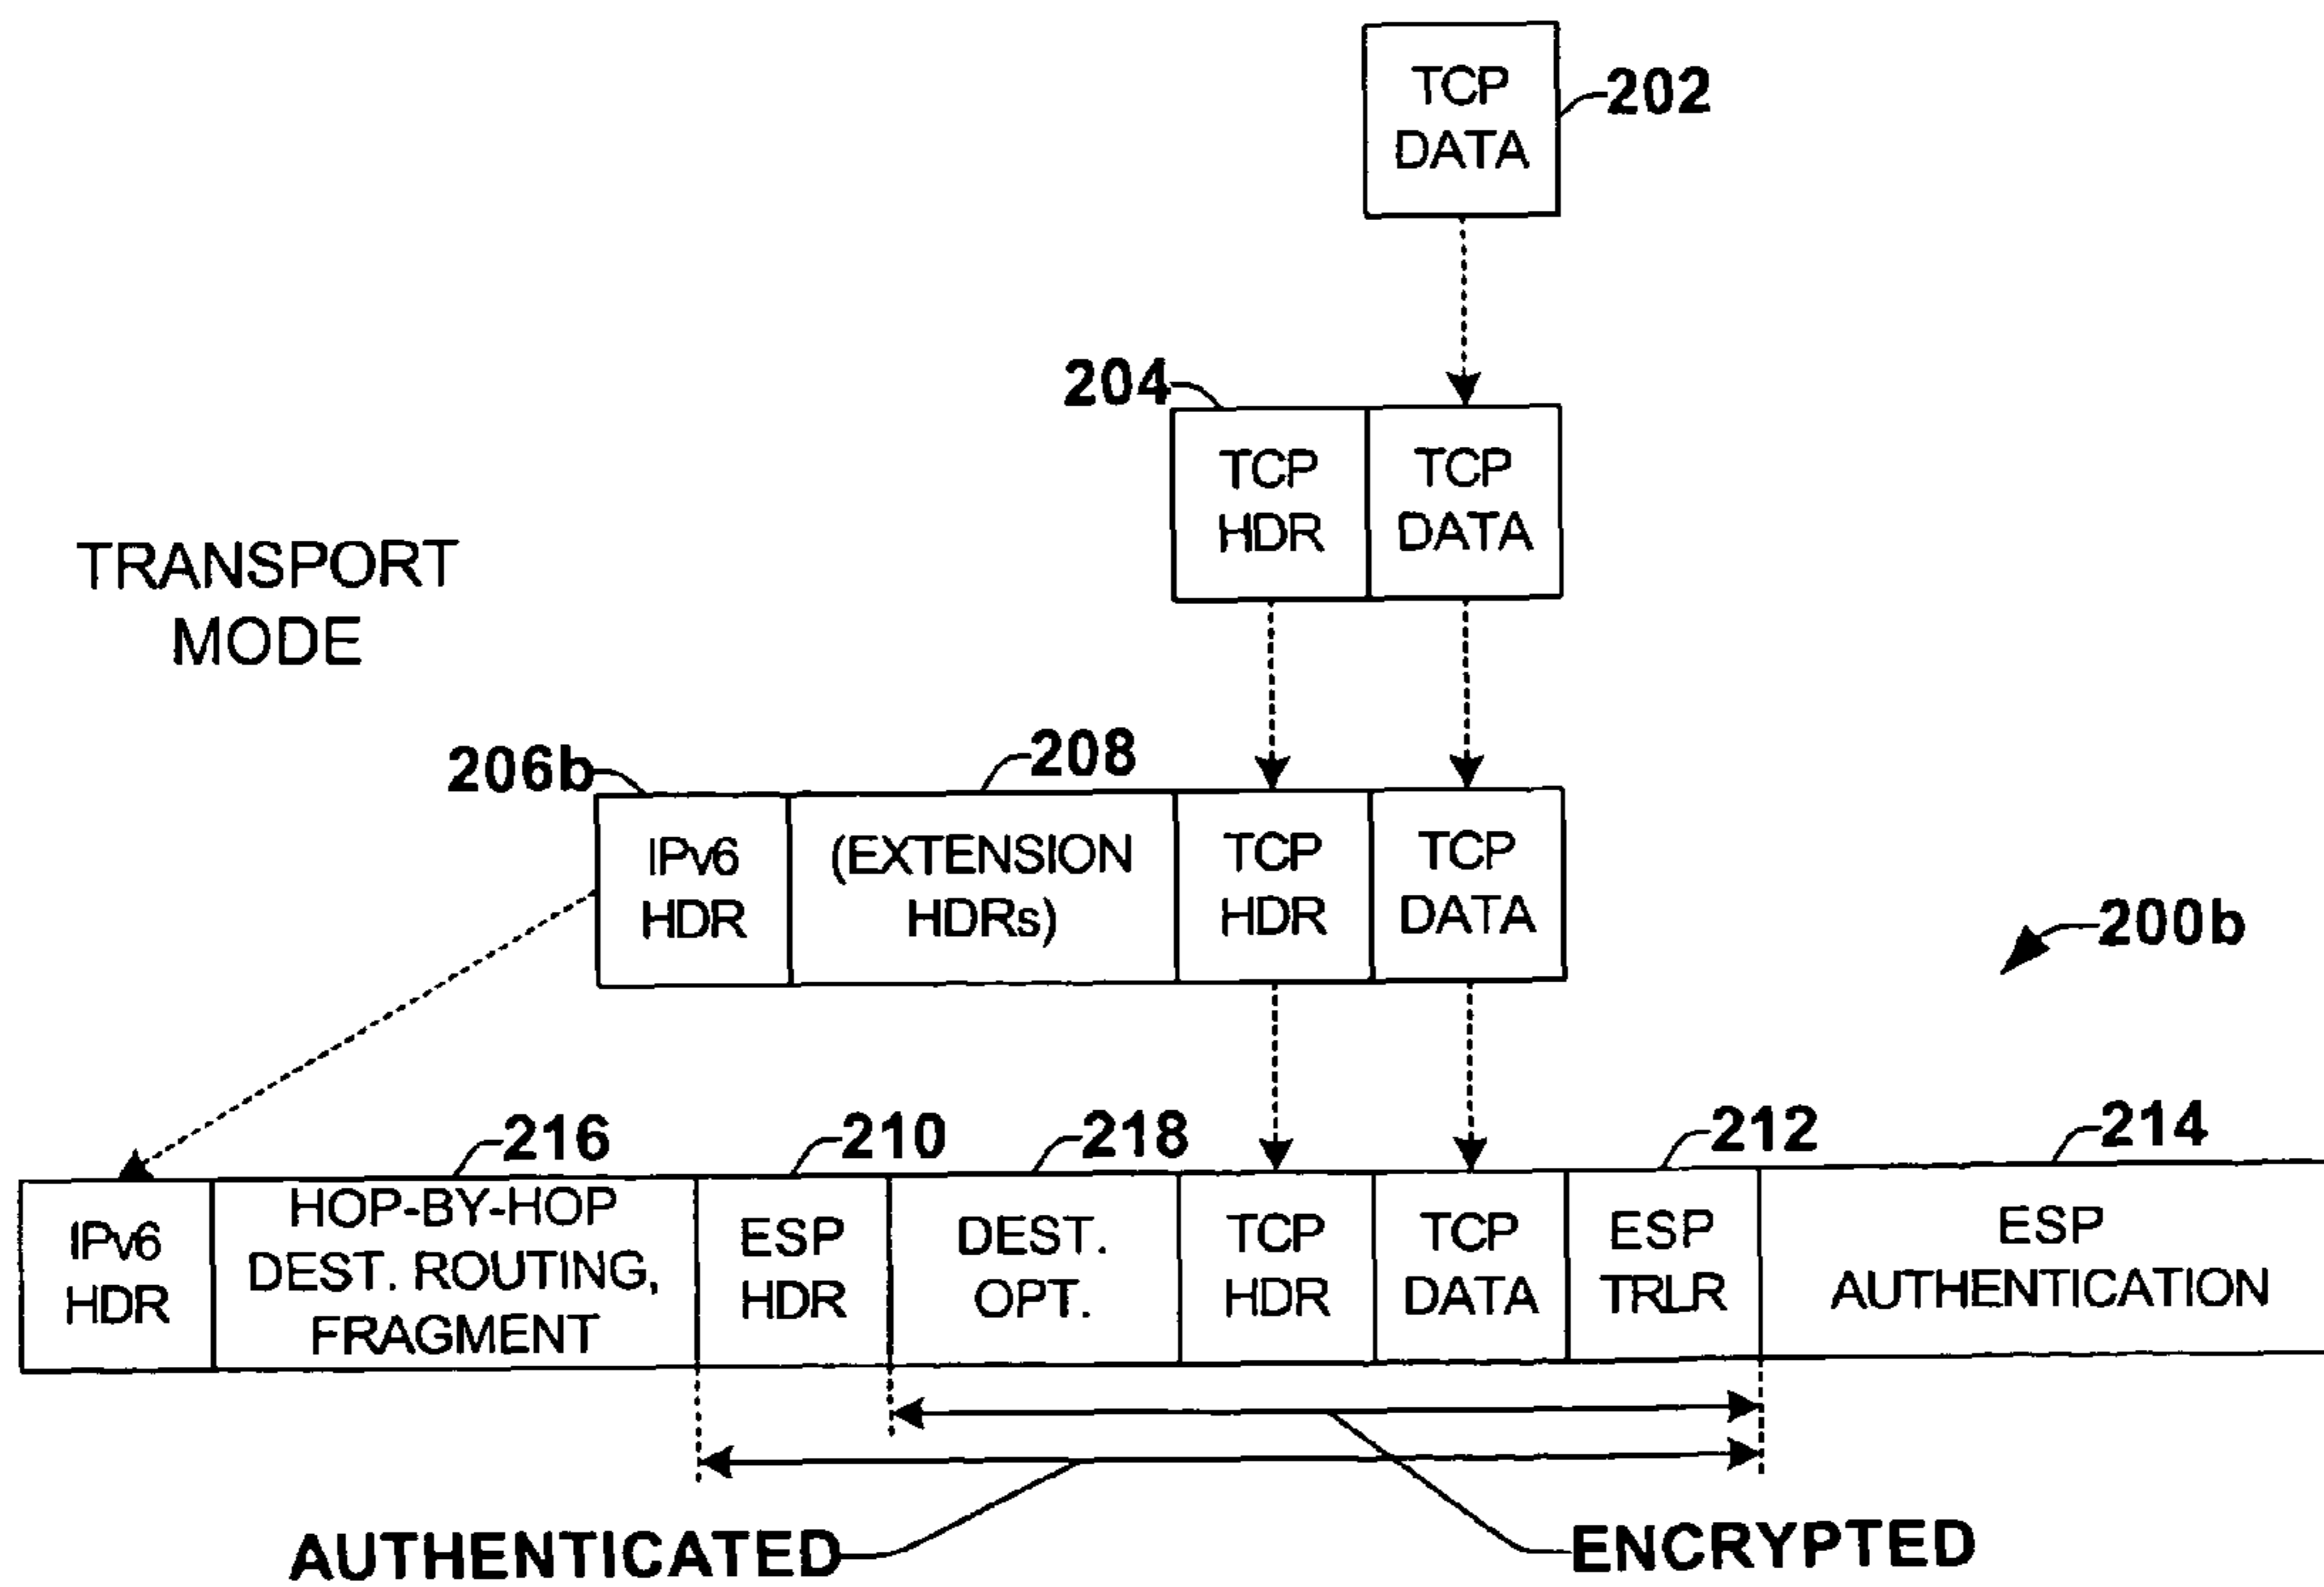 TCP
DATA
202
204
TCP
HDR
TCP
DATA
TRANSPORT
MODE
206b
208
IPv6
HDR
(EXTENSION
HDRs)
TCP
HDR
TCP
DATA
200b
216
210
218
212
214
IPv6
HDR
HOP-BY-HOP
DEST. ROUTING,
FRAGMENT
ESP
HDR
DEST.
OPT.
TCP
HDR
TCP
DATA
ESP
TRLR
ESP
AUTHENTICATION
AUTHENTICATED
ENCRYPTED